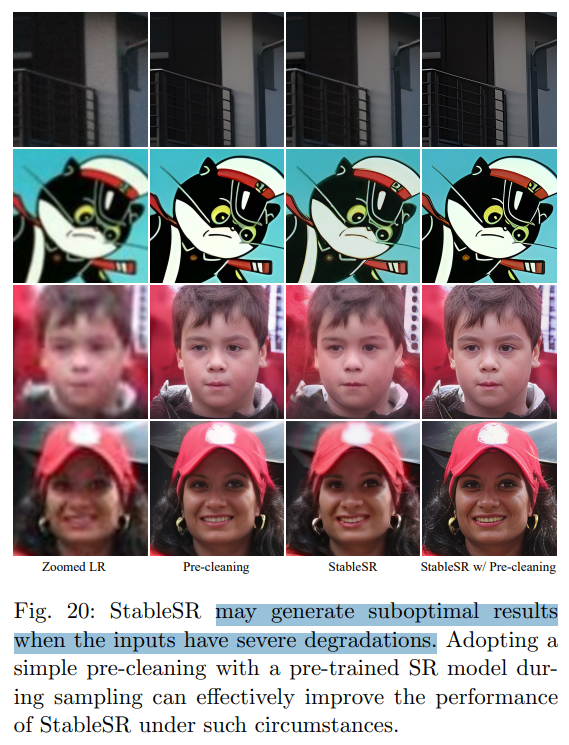 Zoomed LR
Pre-cleaning
StableSR
StableSR w/ Pre-cleaning
Fig. 20: StableSR may generate suboptimal results
when the inputs have severe degradations. Adopting a
simple pre-cleaning with a pre-trained SR model dur-
ing sampling can effectively improve the performance
of StableSR under such circumstances.